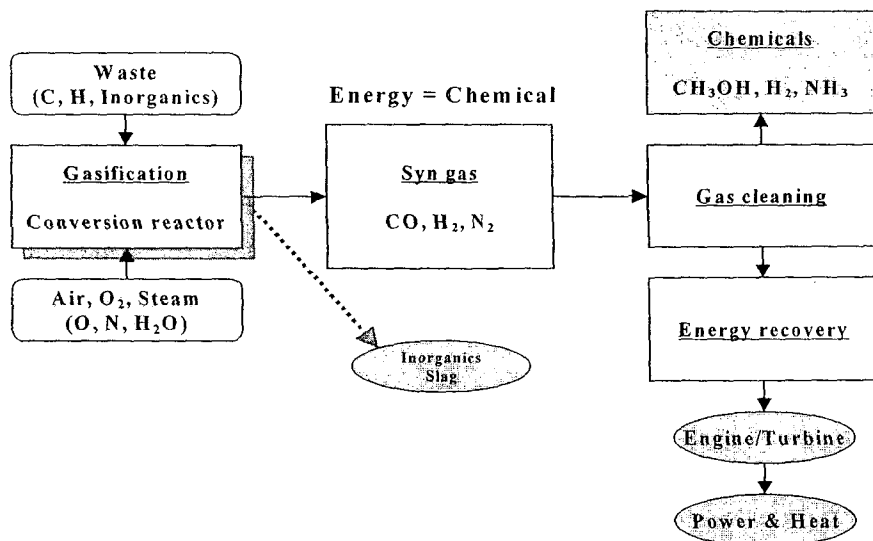 Waste
(C, H, Inorganics)
Gasification
Conversion reactor
Air, O₂, Steam
(O, N, H₂O)
Energy = Chemical
Syn gas
CO, H₂, N₂
Inorganics
Slag
Chemicals
CH₃OH, H₂, NH₃
Gas cleaning
Energy recovery
Engine/Turbine
Power & Heat